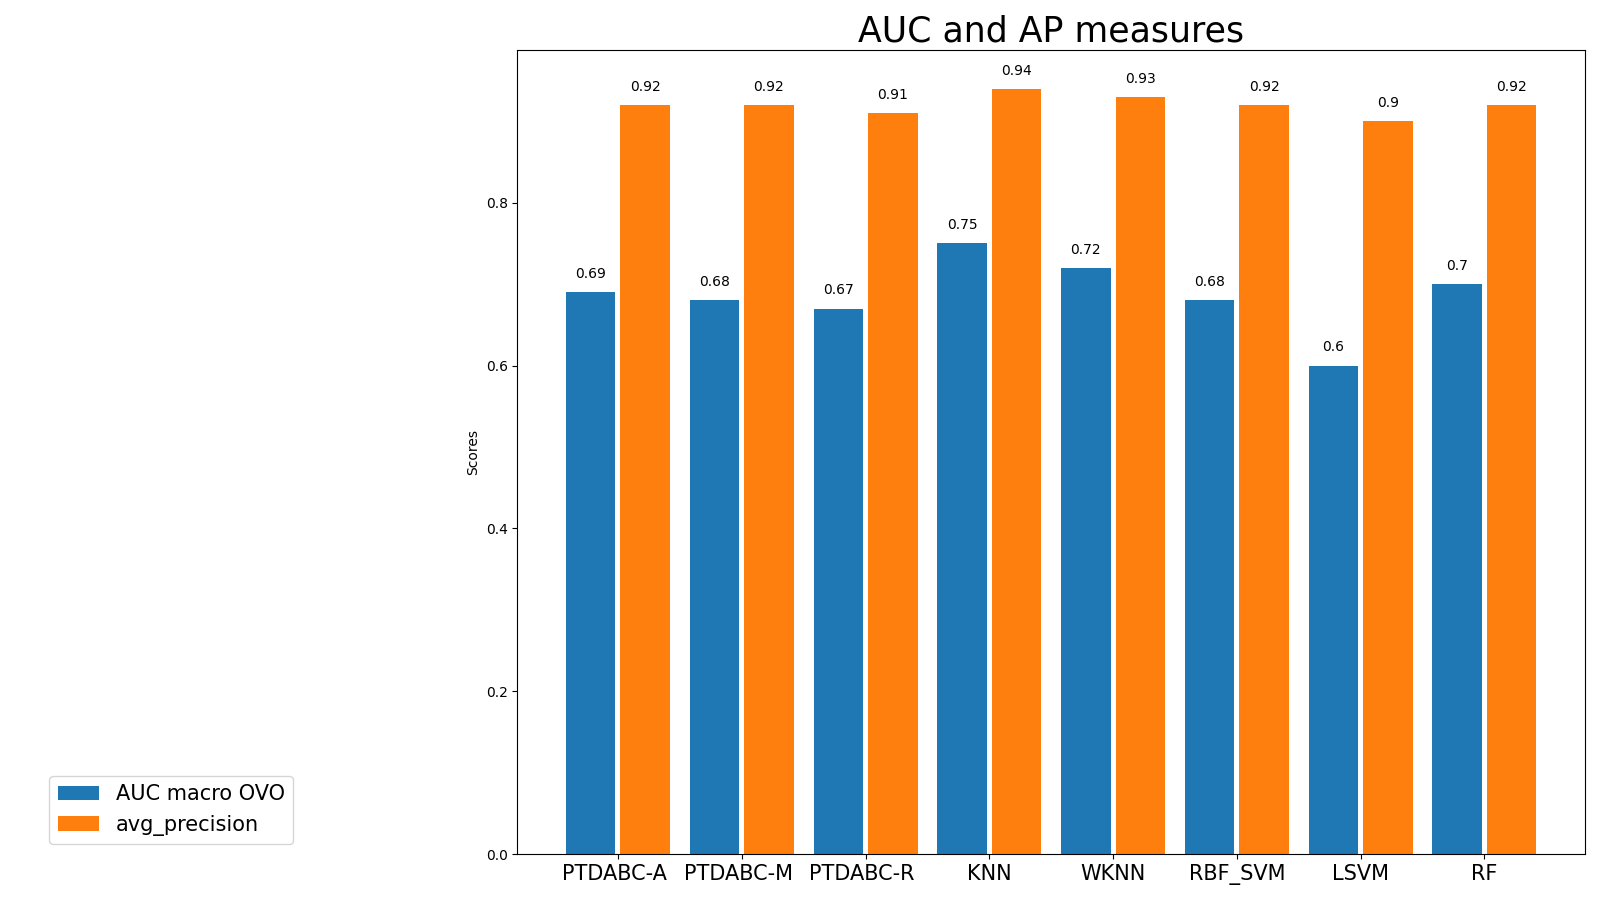 AUC and AP measures
0.92 0.92 0.91 0.94 0.93 0.92 0.9 0.92
0.69 0.68 0.67 0.75 0.72 0.68 0.6 0.7
0.8
0.6
0.4
0.2
0.0
Scores
PTDABC-A PTDABC-M PTDABC-R KNN WKNN RBF_SVM LSVM RF
AUC macro OVO
avg_precision